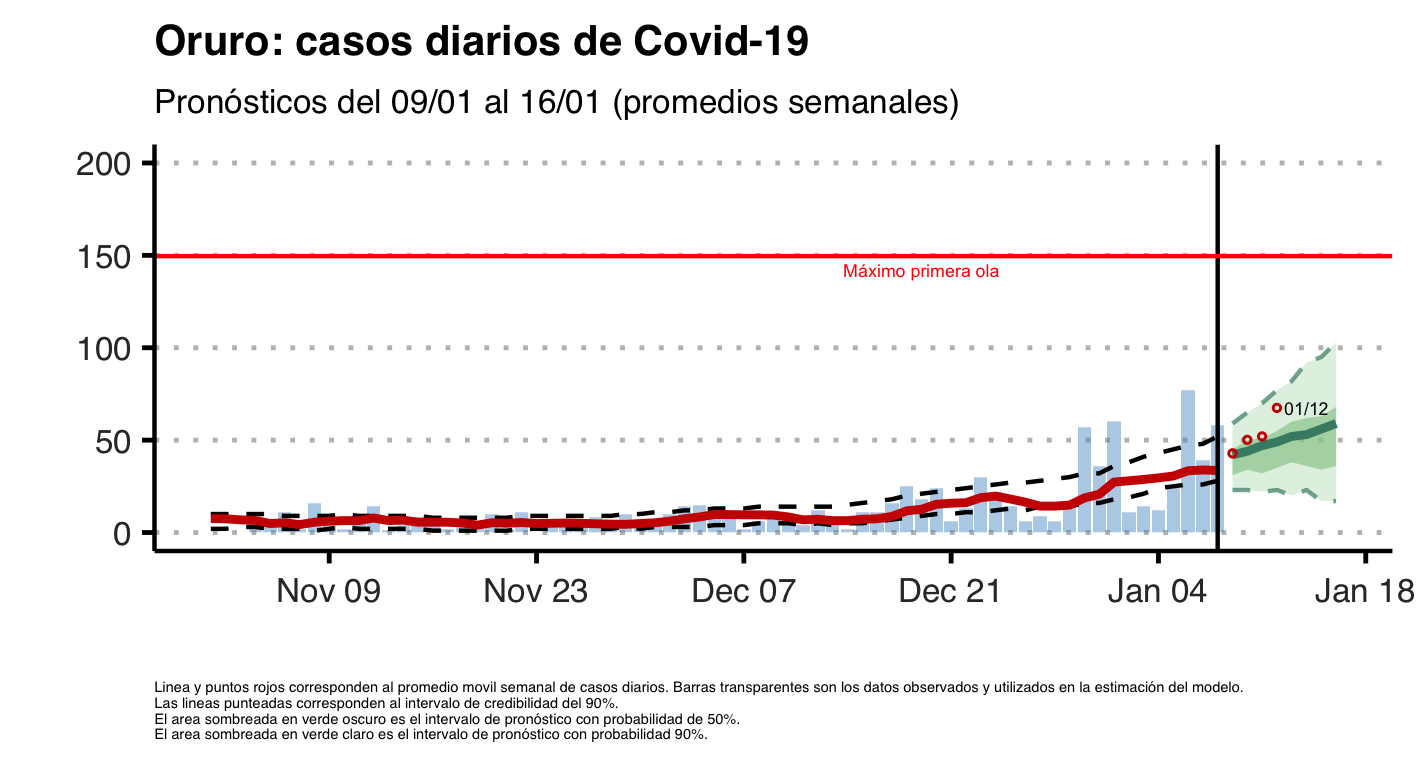 Oruro: casos diarios de Covid-19
Pronósticos del 09/01 al 16/01 (promedios semanales)
200
150
Máximo primera ola
100
01/12
50
0
Nov 09 Nov 23 Dec 07 Dec 21 Jan 04 Jan 18
Linea y puntos rojos corresponden al promedio movil semanal de casos diarios. Barras transparentes son los datos observados y utilizados en la estimación del modelo.
Las lineas punteadas corresponden al intervalo de credibilidad del 90%.
El area sombreada en verde oscuro es el intervalo de pronóstico con probabilidad de 50%.
El area sombreada en verde claro es el intervalo de pronóstico con probabilidad 90%.